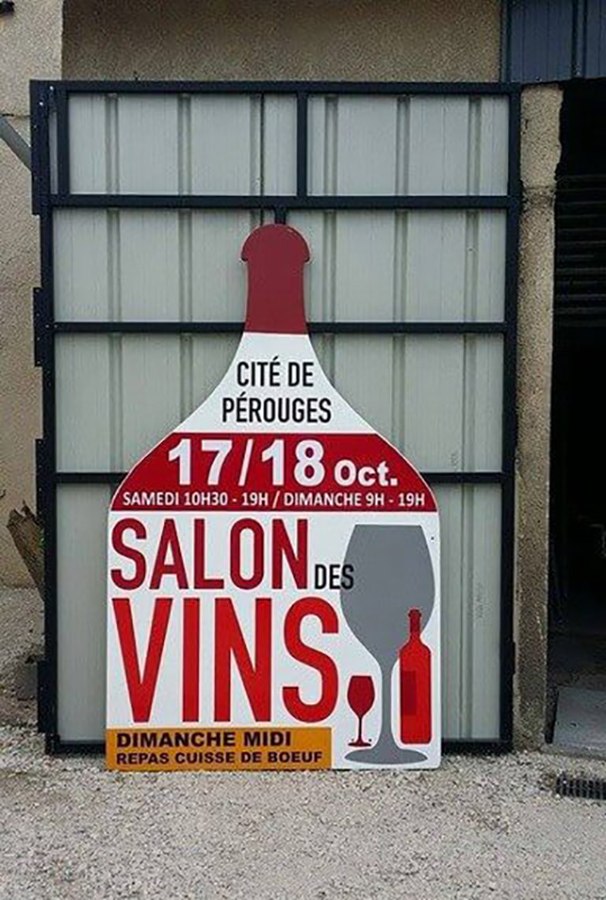 CITÉ DE
PÉROUGES
17/18 Oct.
SAMEDI 10H30 - 19H / DIMANCHE 9H - 19H
SALON DES
VINS
DIMANCHE MIDI
REPAS CUISSE DE BOEUF